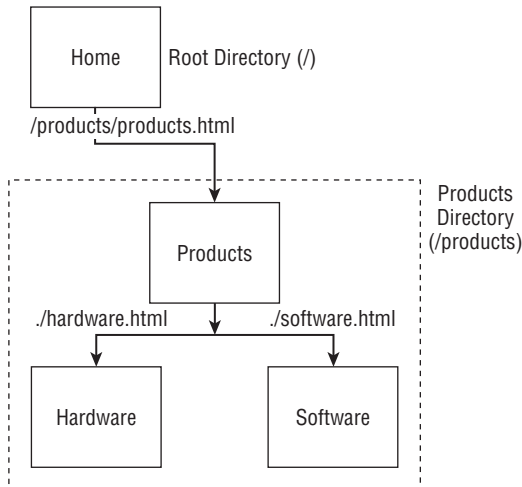 Home
Root Directory (/)
/products/products.html
Products
Directory
(/products)
Products
./hardware.html
./software.html
Hardware
Software